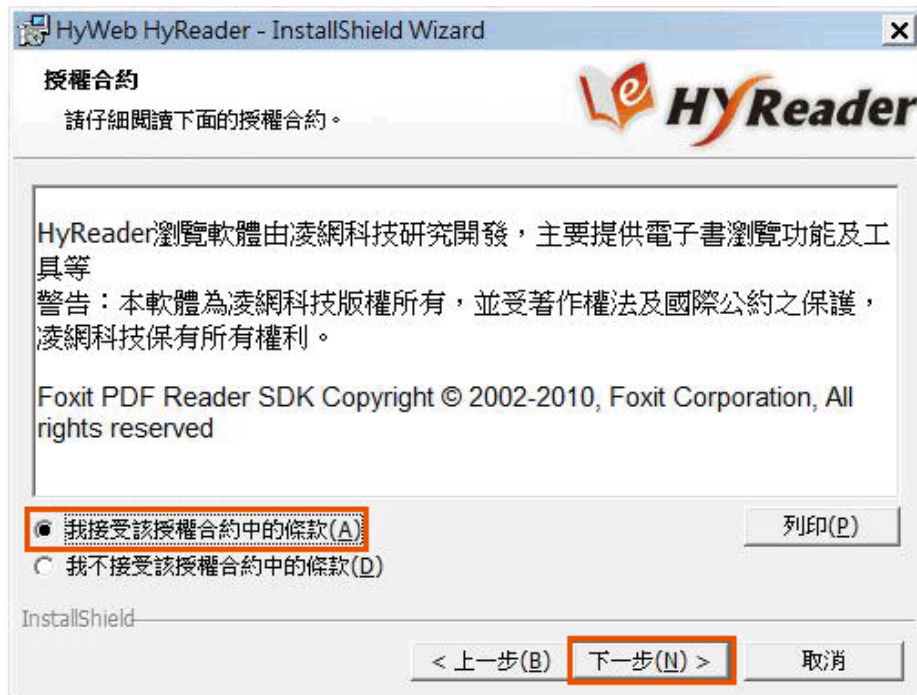 HyWeb HyReader - InstallShield Wizard
授權合約
請仔細閱讀下面的授權合約。
e HyReader
HyReader瀏覽軟體由凌網科技研究開發，主要提供電子書瀏覽功能及工
具等
警告：本軟體為凌網科技版權所有，並受著作權法及國際公約之保護，
凌網科技保有所有權利。
Foxit PDF Reader SDK Copyright © 2002-2010, Foxit Corporation, All
rights reserved
我接受該授權合約中的條款(A)
列印(P)
我不接受該授權合約中的條款(D)
InstallShield
< 上一步(B) 下一步(N) > 取消